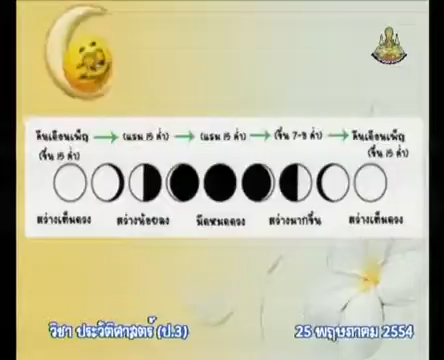 คืนเดือนเพ็ญ (แรม 15 ค่ำ) (แรม 15 ค่ำ) (ขึ้น 7-8 ค่ำ) คืนเดือนเพ็ญ
(ขึ้น 15 ค่ำ) (ขึ้น 15 ค่ำ)
สว่างเต็มดวง สว่างน้อยลง มืดหมดดวง สว่างมากขึ้น สว่างเต็มดวง
วิชา ประวัติศาสตร์ (ป.3) 25 พฤษภาคม 2554